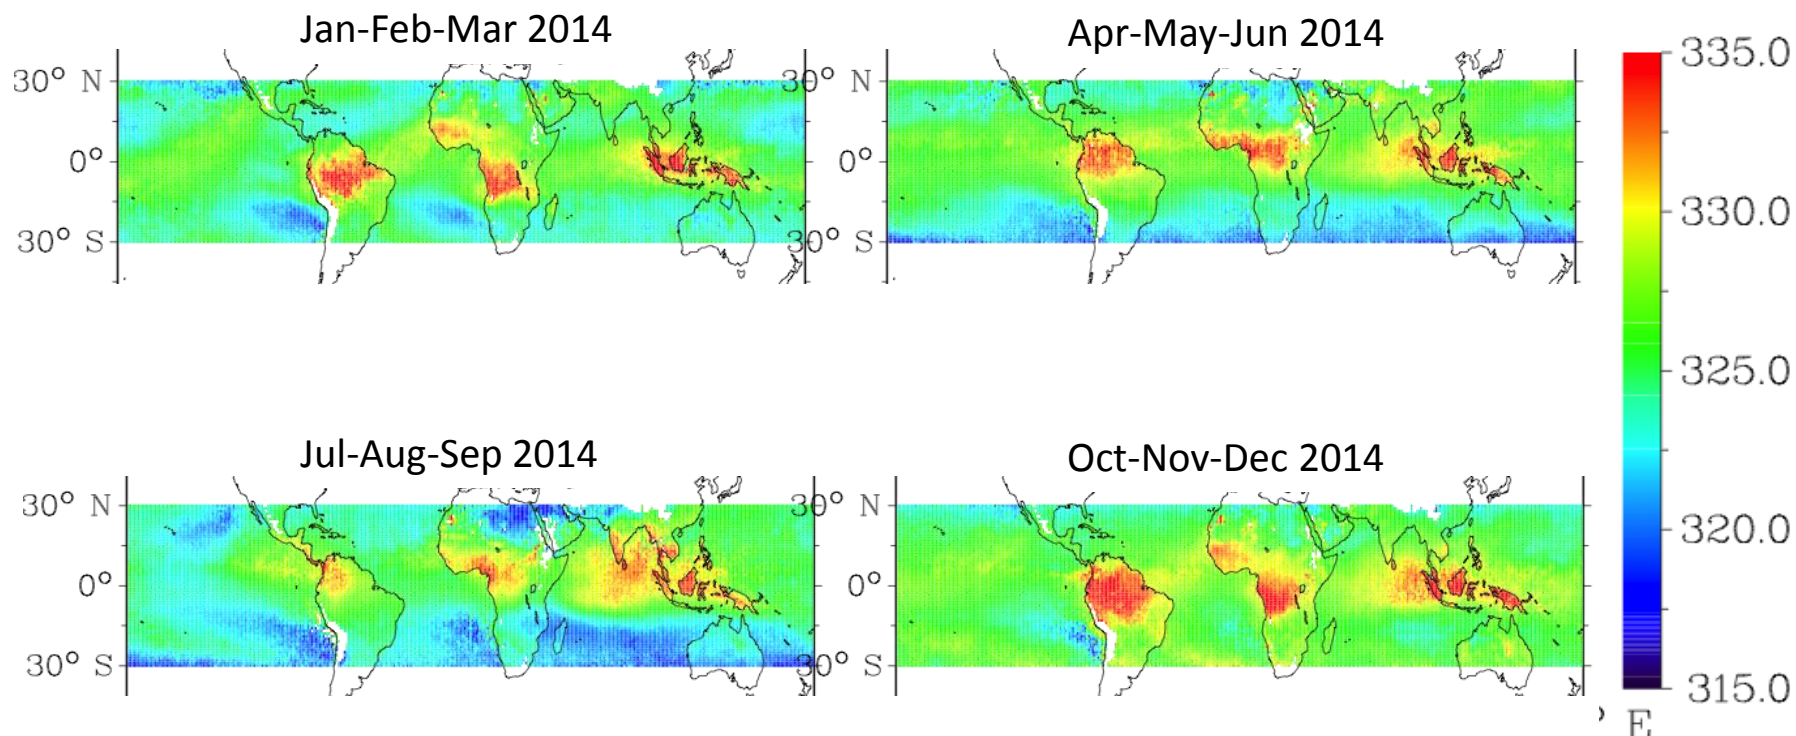 Jan-Feb-Mar 2014
Apr-May-Jun 2014
30° N
0°
30° S
30° N
0°
30° S
335.0
330.0
325.0
320.0
315.0
Jul-Aug-Sep 2014
Oct-Nov-Dec 2014
30° N
0°
30° S
30° N
0°
30° S
E